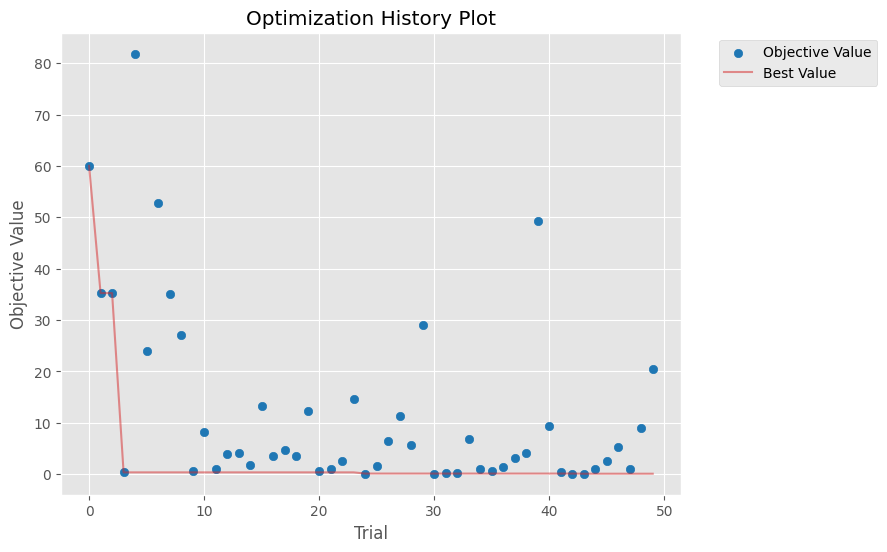 Optimization History Plot
Objective Value
Best Value
80
70
60
50
40
30
20
10
0
Objective Value
0 10 20 30 40 50
Trial